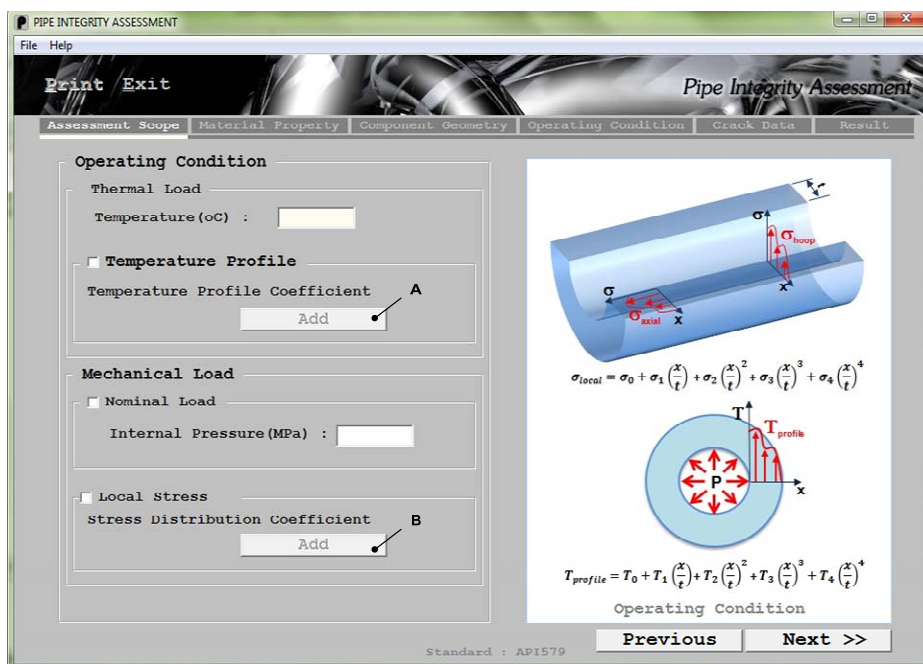 PIPE INTEGRITY ASSESSMENT
File Help
Print Exit
Pipe Integrity Assessment
Assessment Scope Material Property Component Geometry Operating Condition Crack Data Result
Operating Condition
Thermal Load
Temperature(oC) :
Temperature Profile
Temperature Profile Coefficient
A
Add
Mechanical Load
Nominal Load
Internal Pressure(MPa) :
Local Stress
Stress Distribution Coefficient
B
Add
t
σ
σhoop
x
σ
σaxial
x
σ_local = σ₀ + σ₁(x/t) + σ₂(x/t)² + σ₃(x/t)³ + σ₄(x/t)⁴
T
Tprofile
P
x
T_profile = T₀ + T₁(x/t) + T₂(x/t)² + T₃(x/t)³ + T₄(x/t)⁴
Operating Condition
Previous Next >>
Standard : API579